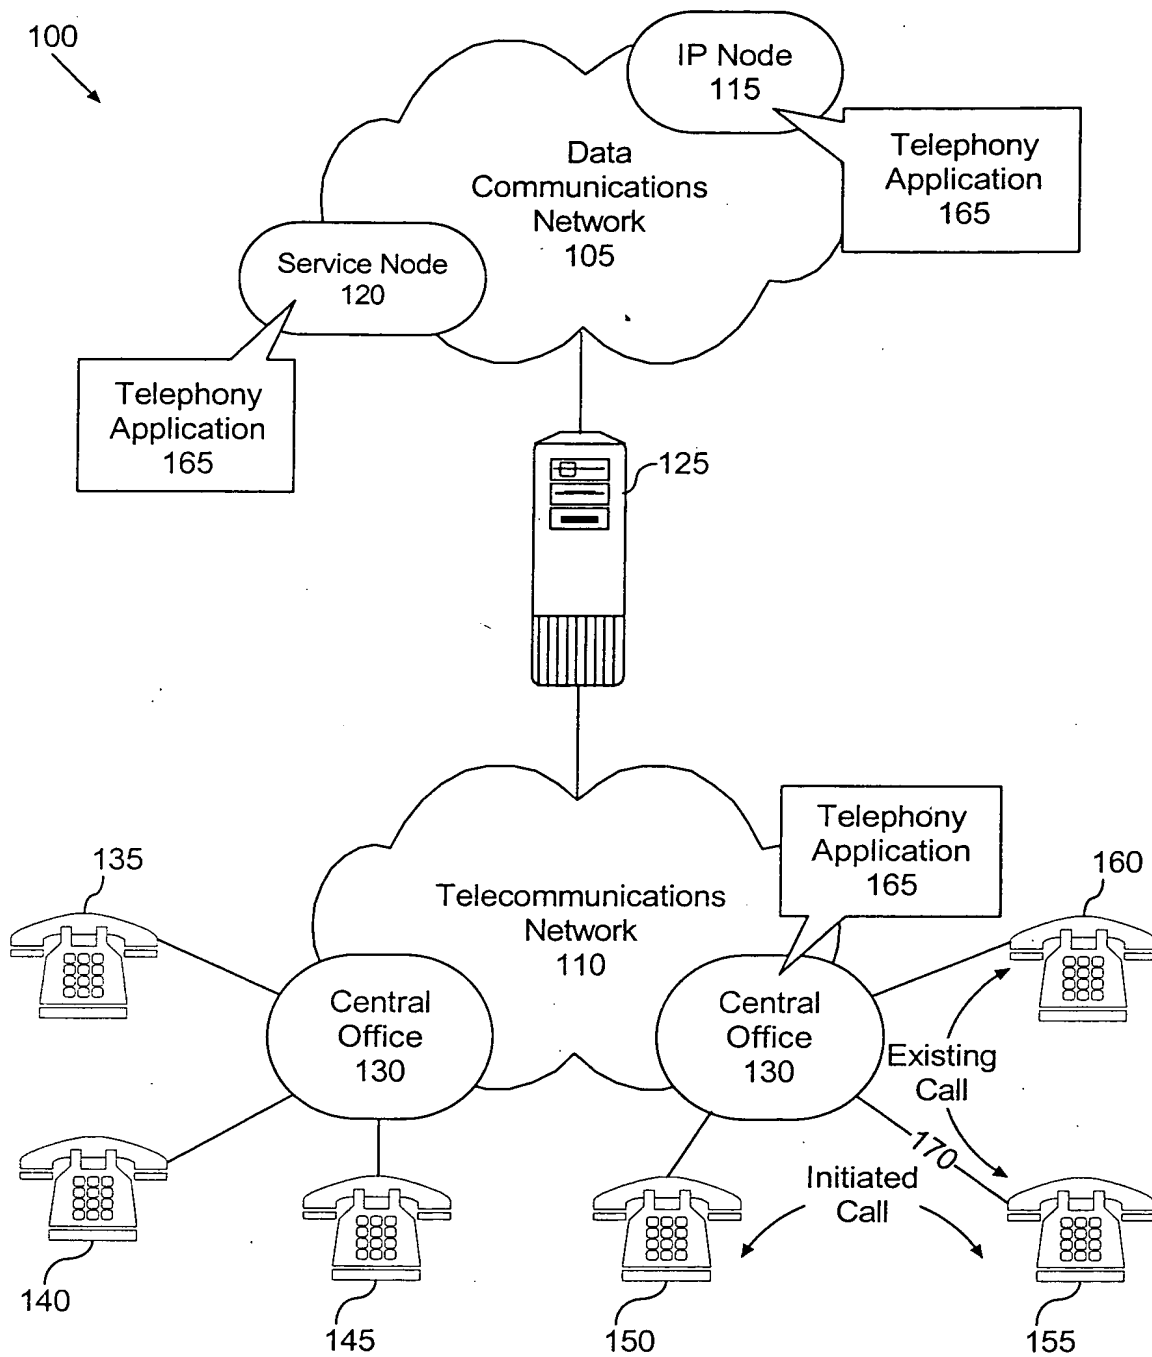 100
IP Node
115
Telephony
Application
165
Data
Communications
Network
105
Service Node
120
Telephony
Application
165
125
Telephony
Application
165
135
160
Telecommunications
Network
110
Central
Office
130
Central
Office
130
Existing
Call
170
Initiated
Call
140
145
150
155